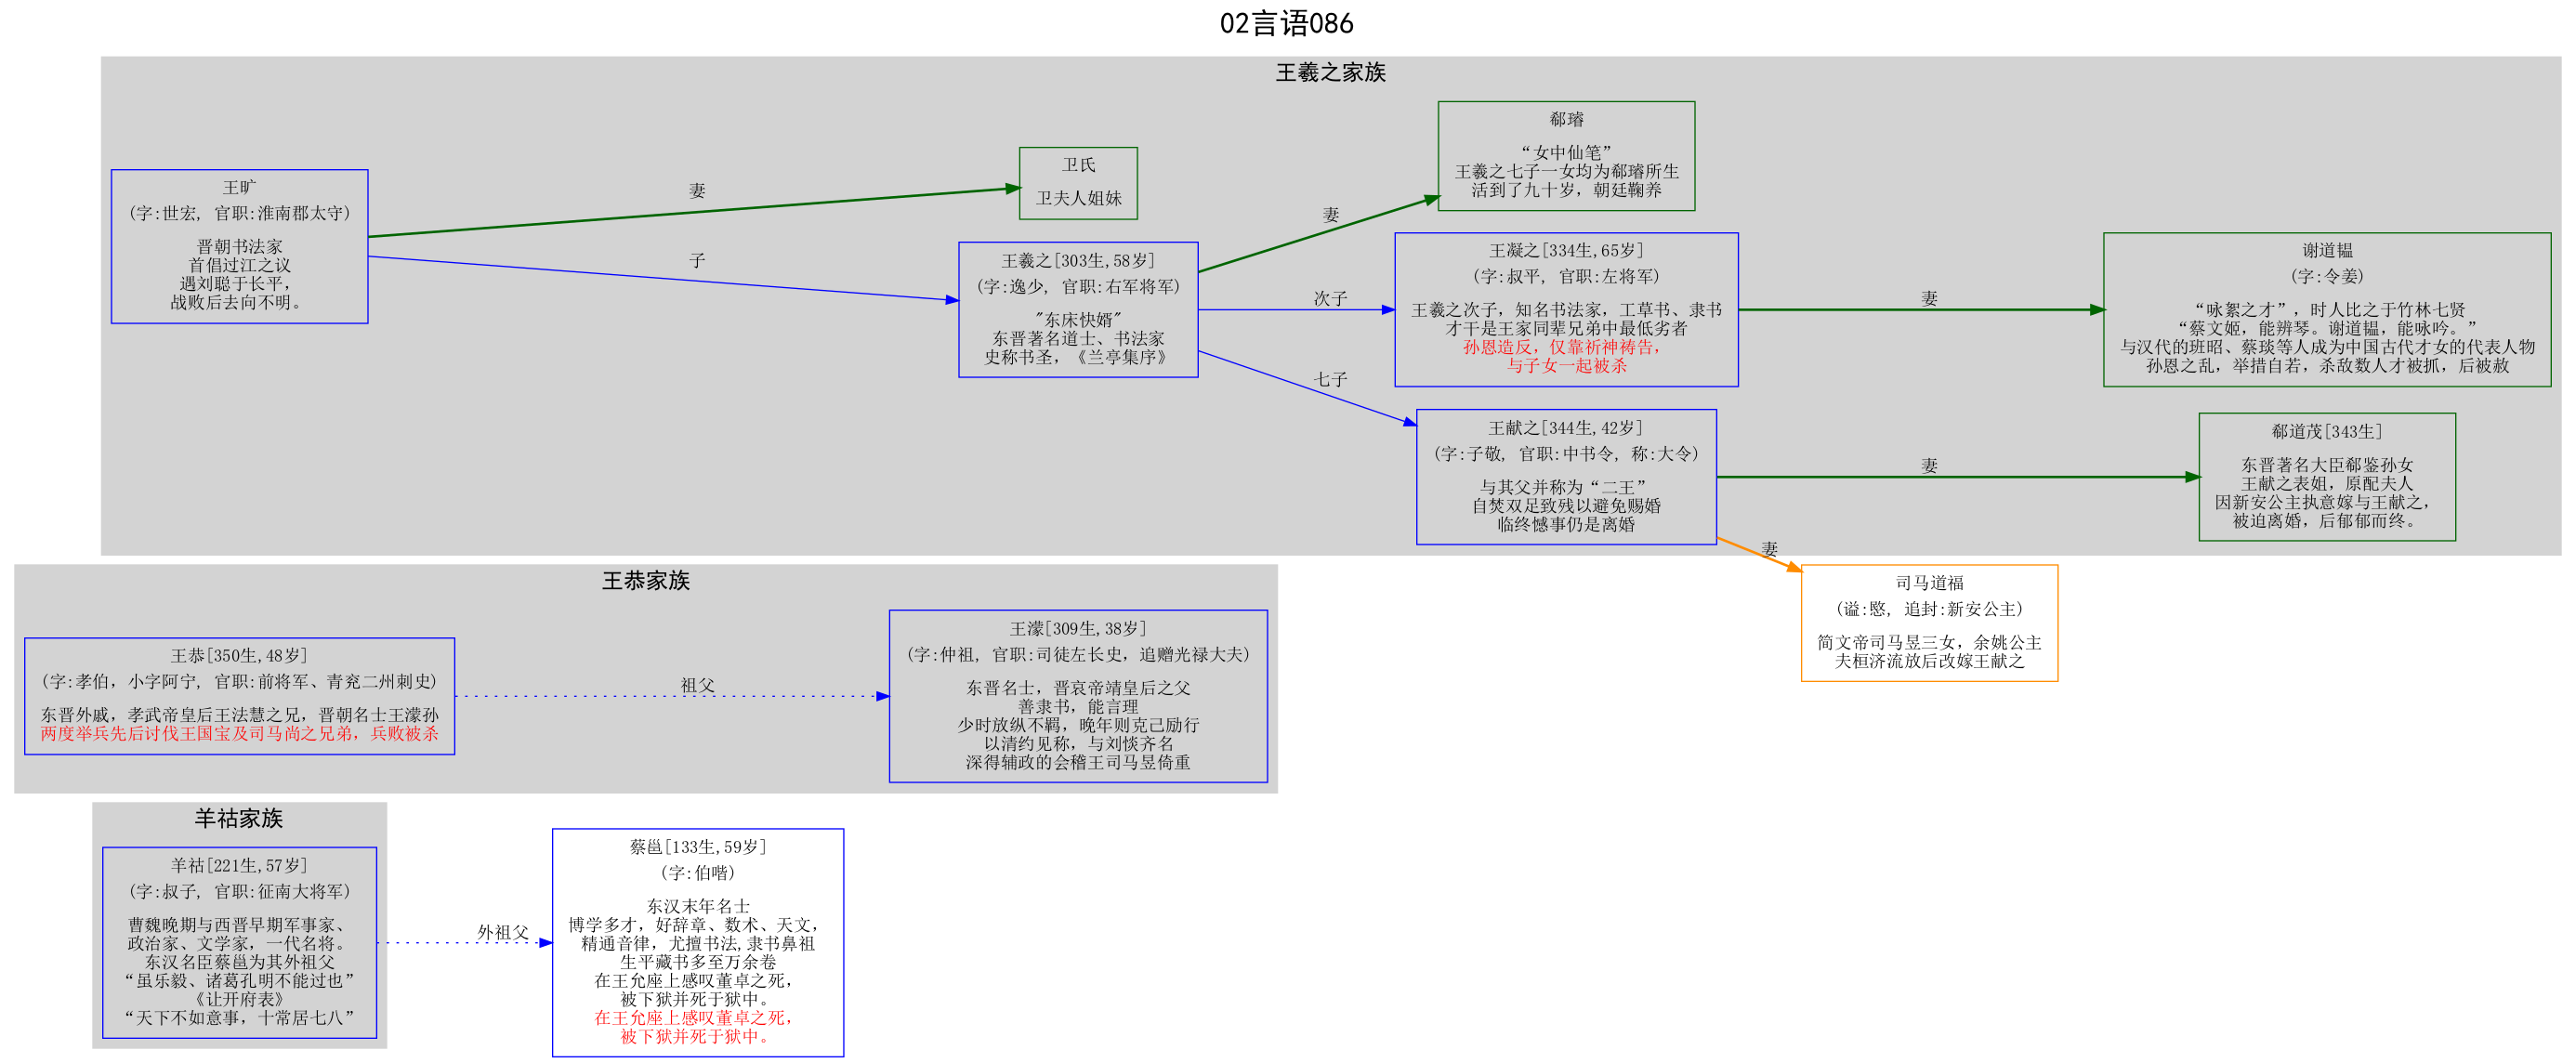 02言语086
王羲之家族
王旷
(字:世宏, 官职:淮南郡太守)
晋朝书法家
首倡过江之议
遇刘聪于长平，
战败后去向不明。
妻
子
卫氏
卫夫人姐妹
王羲之[303生,58岁]
(字:逸少, 官职:右军将军)
"东床快婿"
东晋著名道士、书法家
史称书圣，《兰亭集序》
妻
次子
七子
郗璿
“女中仙笔”
王羲之七子一女均为郗璿所生
活到了九十岁，朝廷鞠养
王凝之[334生,65岁]
(字:叔平, 官职:左将军)
王羲之次子，知名书法家，工草书、隶书
才干是王家同辈兄弟中最低劣者
孙恩造反，仅靠祈神祷告，
与子女一起被杀
妻
谢道韫
(字:令姜)
“咏絮之才”，时人比之于竹林七贤
“蔡文姬，能辨琴。谢道韫，能咏吟。”
与汉代的班昭、蔡琰等人成为中国古代才女的代表人物
孙恩之乱，举措自若，杀敌数人才被抓，后被赦
王献之[344生,42岁]
(字:子敬, 官职:中书令, 称:大令)
与其父并称为“二王”
自焚双足致残以避免赐婚
临终憾事仍是离婚
妻
郗道茂[343生]
东晋著名大臣郗鉴孙女
王献之表姐，原配夫人
因新安公主执意嫁与王献之，
被迫离婚，后郁郁而终。
妻
司马道福
(谥:愍, 追封:新安公主)
简文帝司马昱三女，余姚公主
夫桓济流放后改嫁王献之
王恭家族
王恭[350生,48岁]
(字:孝伯，小字阿宁, 官职:前将军、青兖二州刺史)
东晋外戚，孝武帝皇后王法慧之兄，晋朝名士王濛孙
两度举兵先后讨伐王国宝及司马尚之兄弟，兵败被杀
祖父
王濛[309生,38岁]
(字:仲祖, 官职:司徒左长史，追赠光禄大夫)
东晋名士，晋哀帝靖皇后之父
善隶书，能言理
少时放纵不羁，晚年则克己励行
以清约见称，与刘惔齐名
深得辅政的会稽王司马昱倚重
羊祜家族
羊祜[221生,57岁]
(字:叔子, 官职:征南大将军)
曹魏晚期与西晋早期军事家、
政治家、文学家，一代名将。
东汉名臣蔡邕为其外祖父
“虽乐毅、诸葛孔明不能过也”
《让开府表》
“天下不如意事，十常居七八”
外祖父
蔡邕[133生,59岁]
(字:伯喈)
东汉末年名士
博学多才，好辞章、数术、天文，
精通音律，尤擅书法,隶书鼻祖
生平藏书多至万余卷
在王允座上感叹董卓之死，
被下狱并死于狱中。
在王允座上感叹董卓之死，
被下狱并死于狱中。